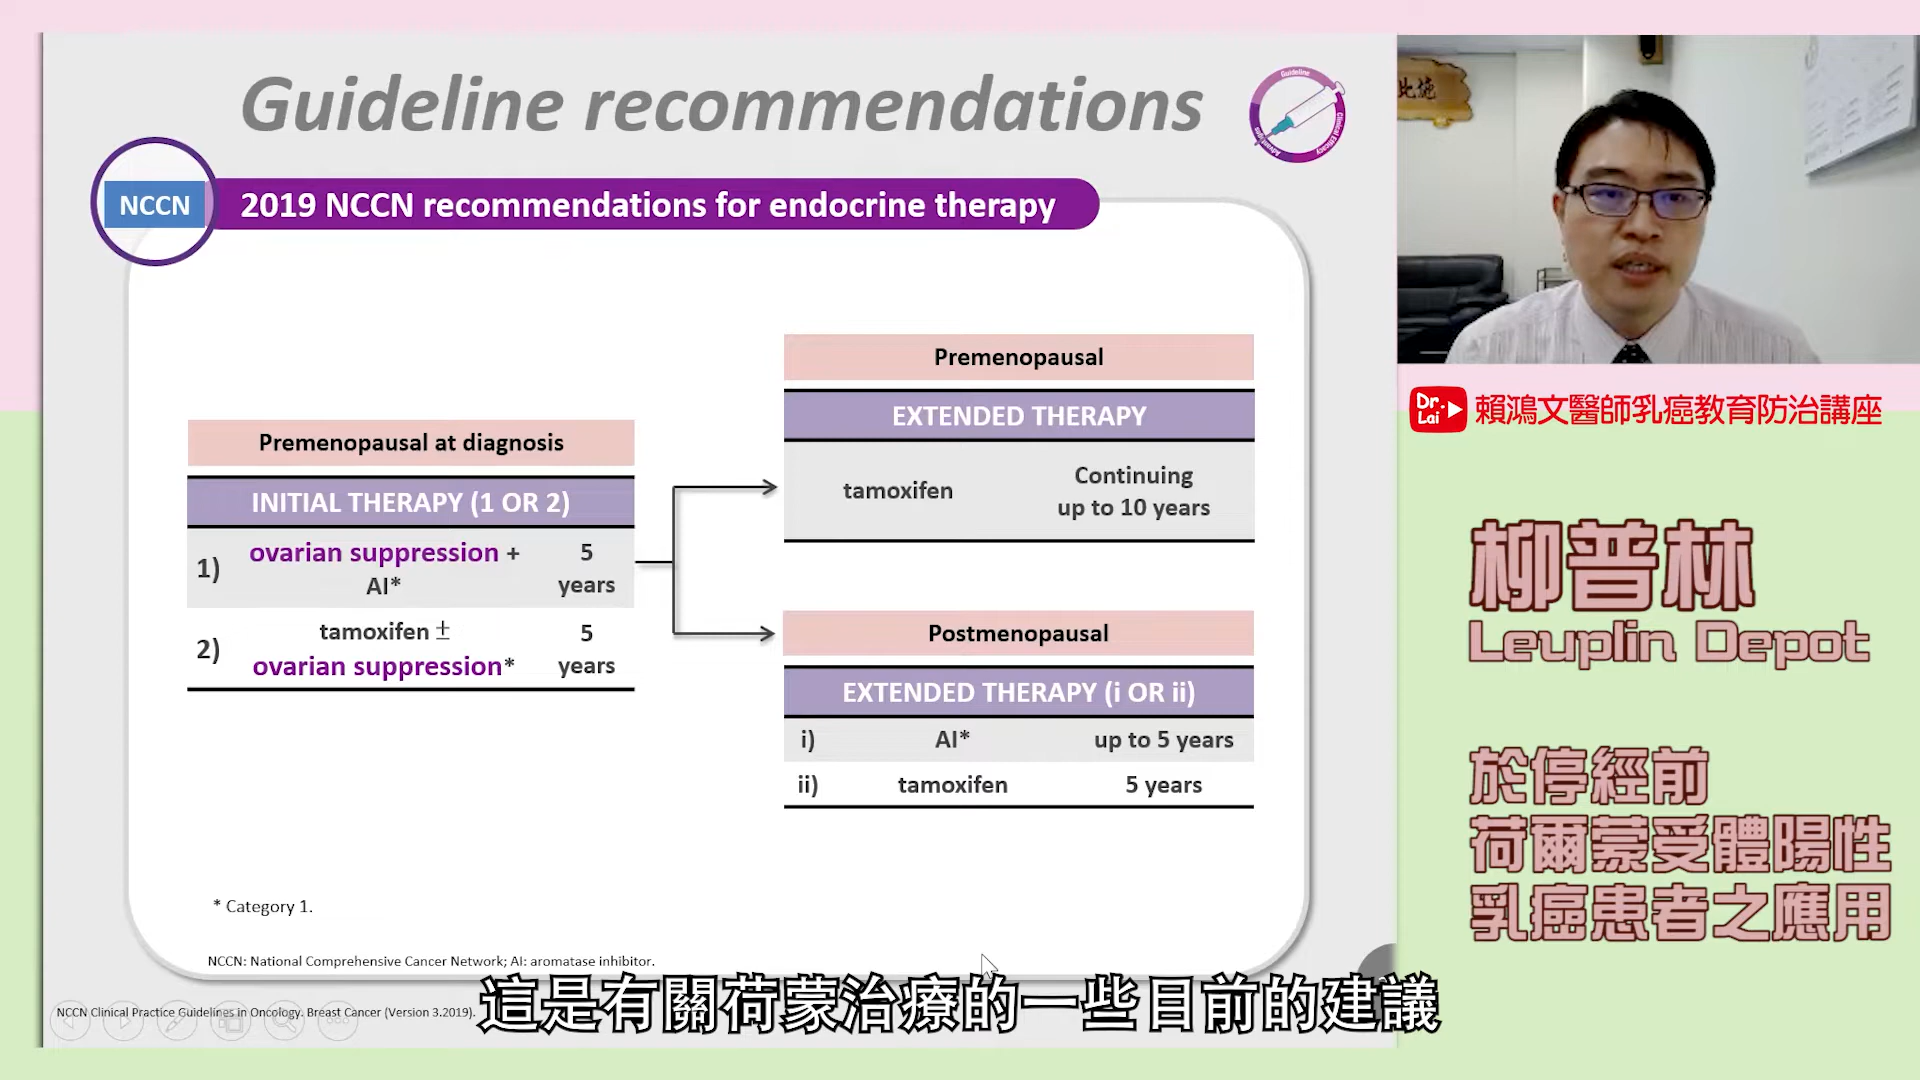 Guideline recommendations
Guideline
Clinical Efficacy
Advantages
NCCN
2019 NCCN recommendations for endocrine therapy
Premenopausal at diagnosis
INITIAL THERAPY (1 OR 2)
1) ovarian suppression + AI* 5 years
2) tamoxifen ± ovarian suppression* 5 years
Premenopausal
EXTENDED THERAPY
tamoxifen Continuing up to 10 years
Postmenopausal
EXTENDED THERAPY (i OR ii)
i) AI* up to 5 years
ii) tamoxifen 5 years
* Category 1.
NCCN: National Comprehensive Cancer Network; AI: aromatase inhibitor.
NCCN Clinical Practice Guidelines in Oncology. Breast Cancer (Version 3.2019).
這是有關荷蒙治療的一些目前的建議
Dr. Lai
賴鴻文醫師乳癌教育防治講座
柳普林
Leuplin Depot
於停經前
荷爾蒙受體陽性
乳癌患者之應用